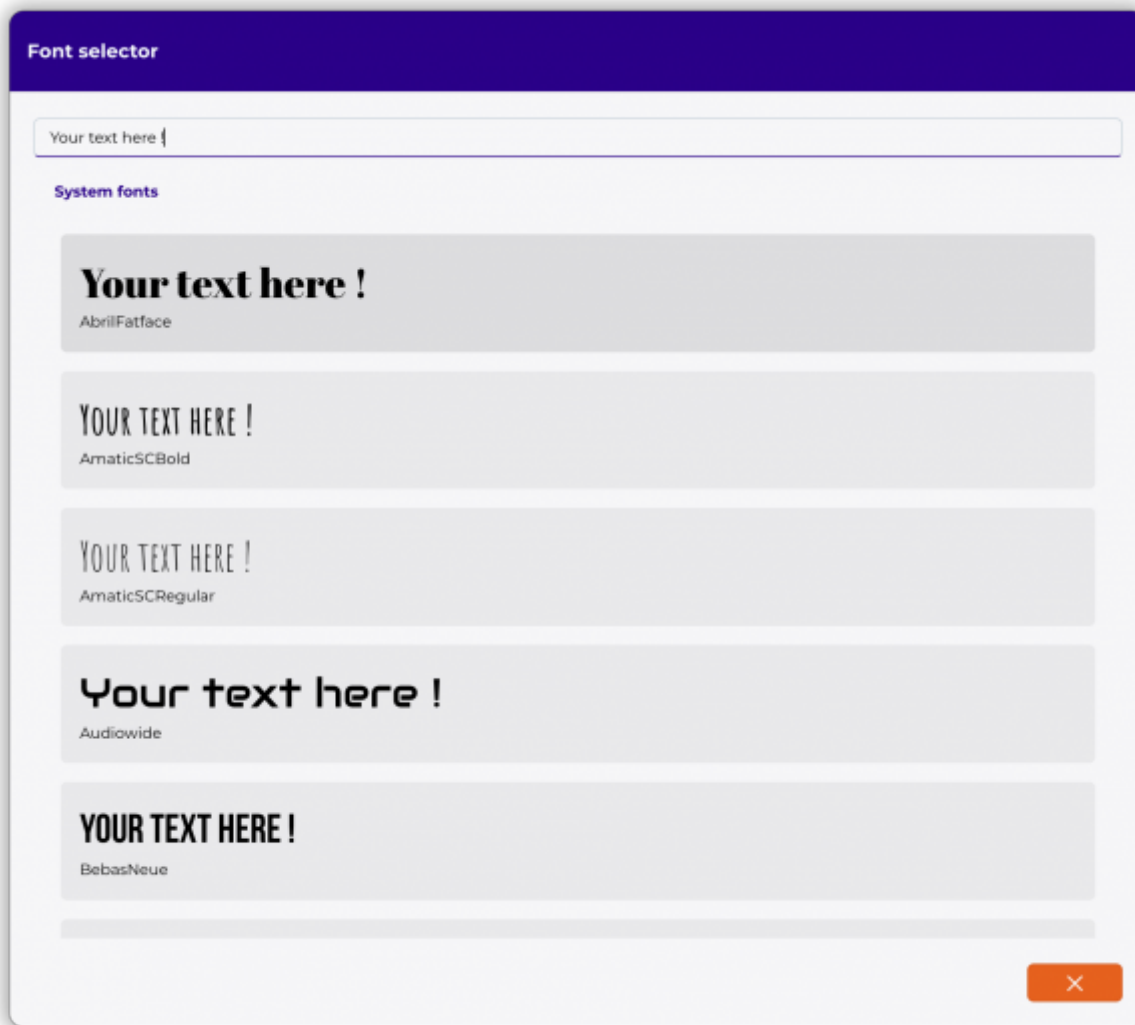 Font selector
Your text here !
System fonts
Your text here !
AbrilFatface
Your text here !
AmaticSCBold
Your text here !
AmaticSCRegular
Your text here !
Audiowide
YOUR TEXT HERE !
BebasNeue